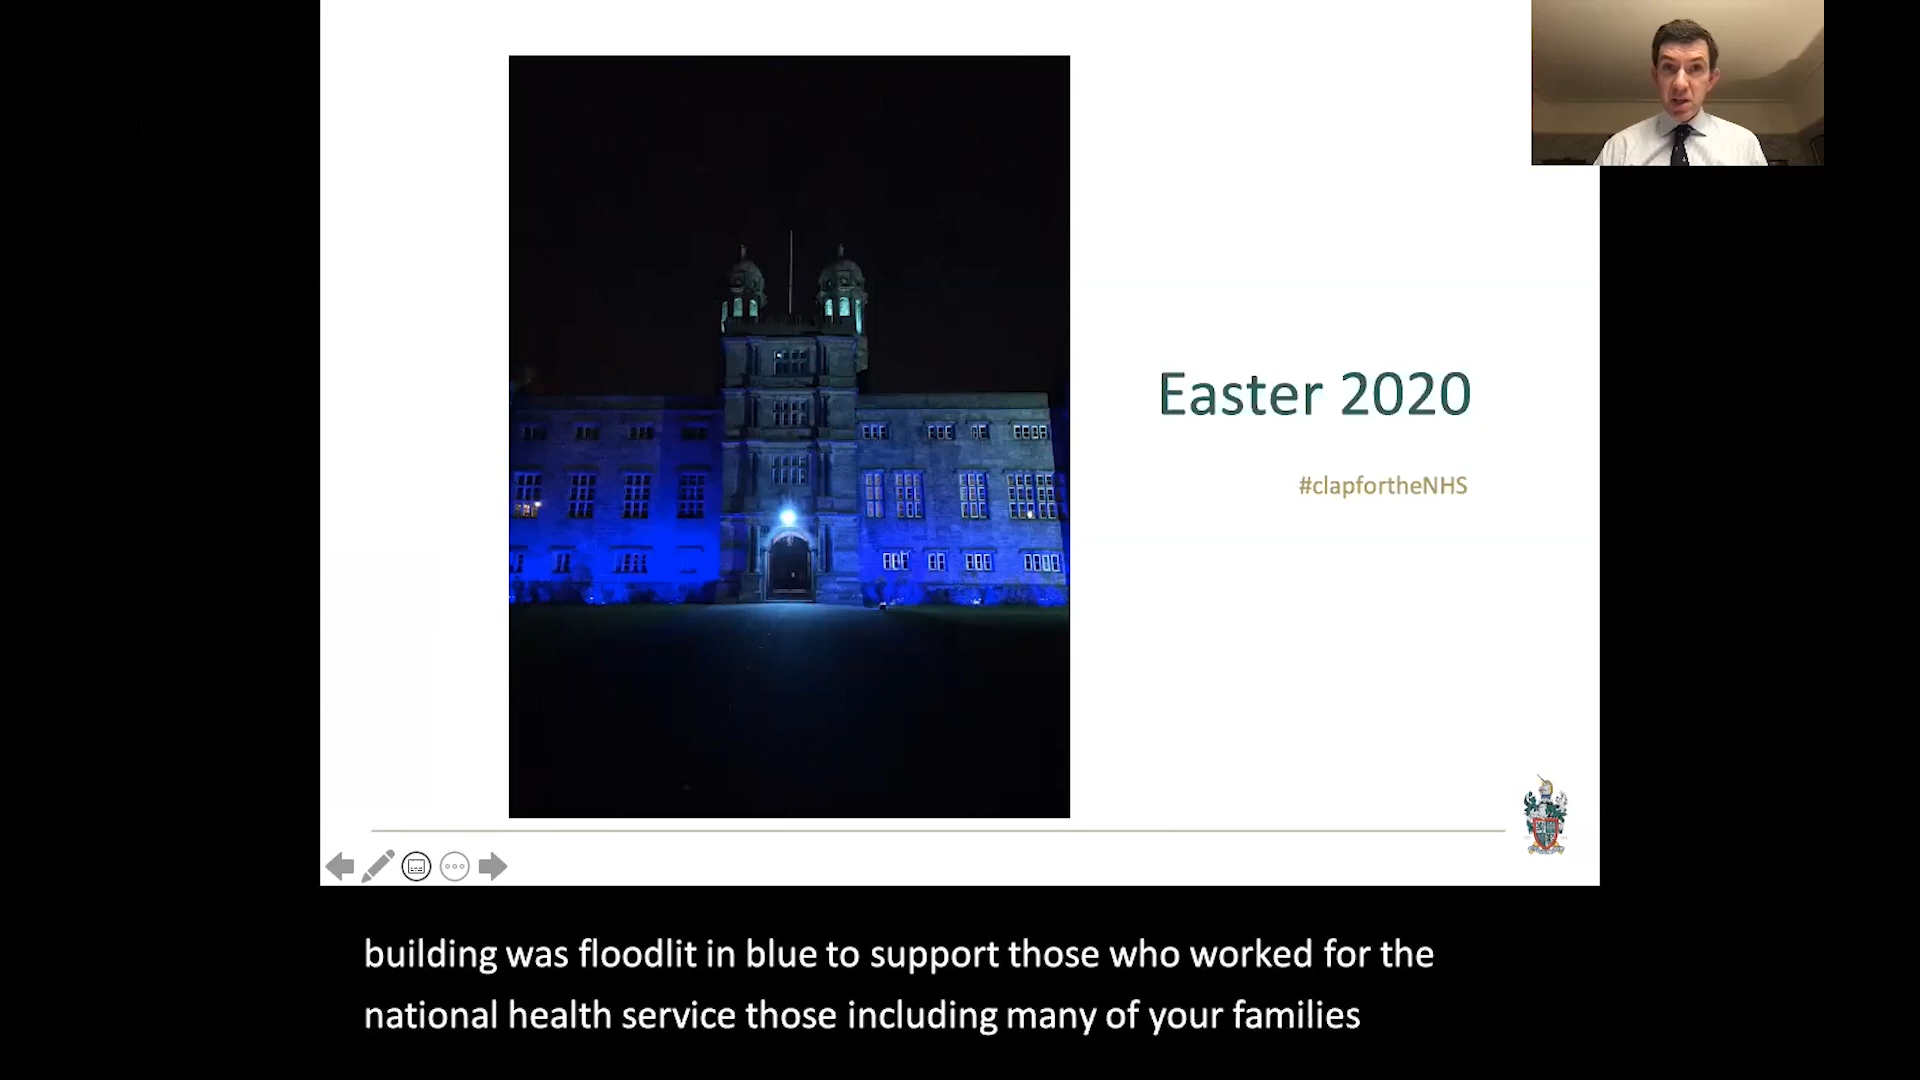 Easter 2020
#clapfortheNHS
building was floodlit in blue to support those who worked for the
national health service those including many of your families